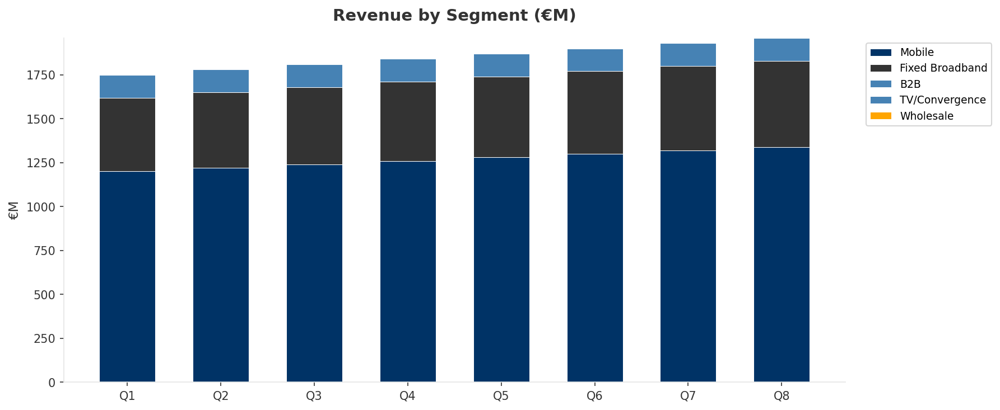 Revenue by Segment (€M)
Mobile
Fixed Broadband
B2B
TV/Convergence
Wholesale
€M
1750
1500
1250
1000
750
500
250
0
Q1 Q2 Q3 Q4 Q5 Q6 Q7 Q8